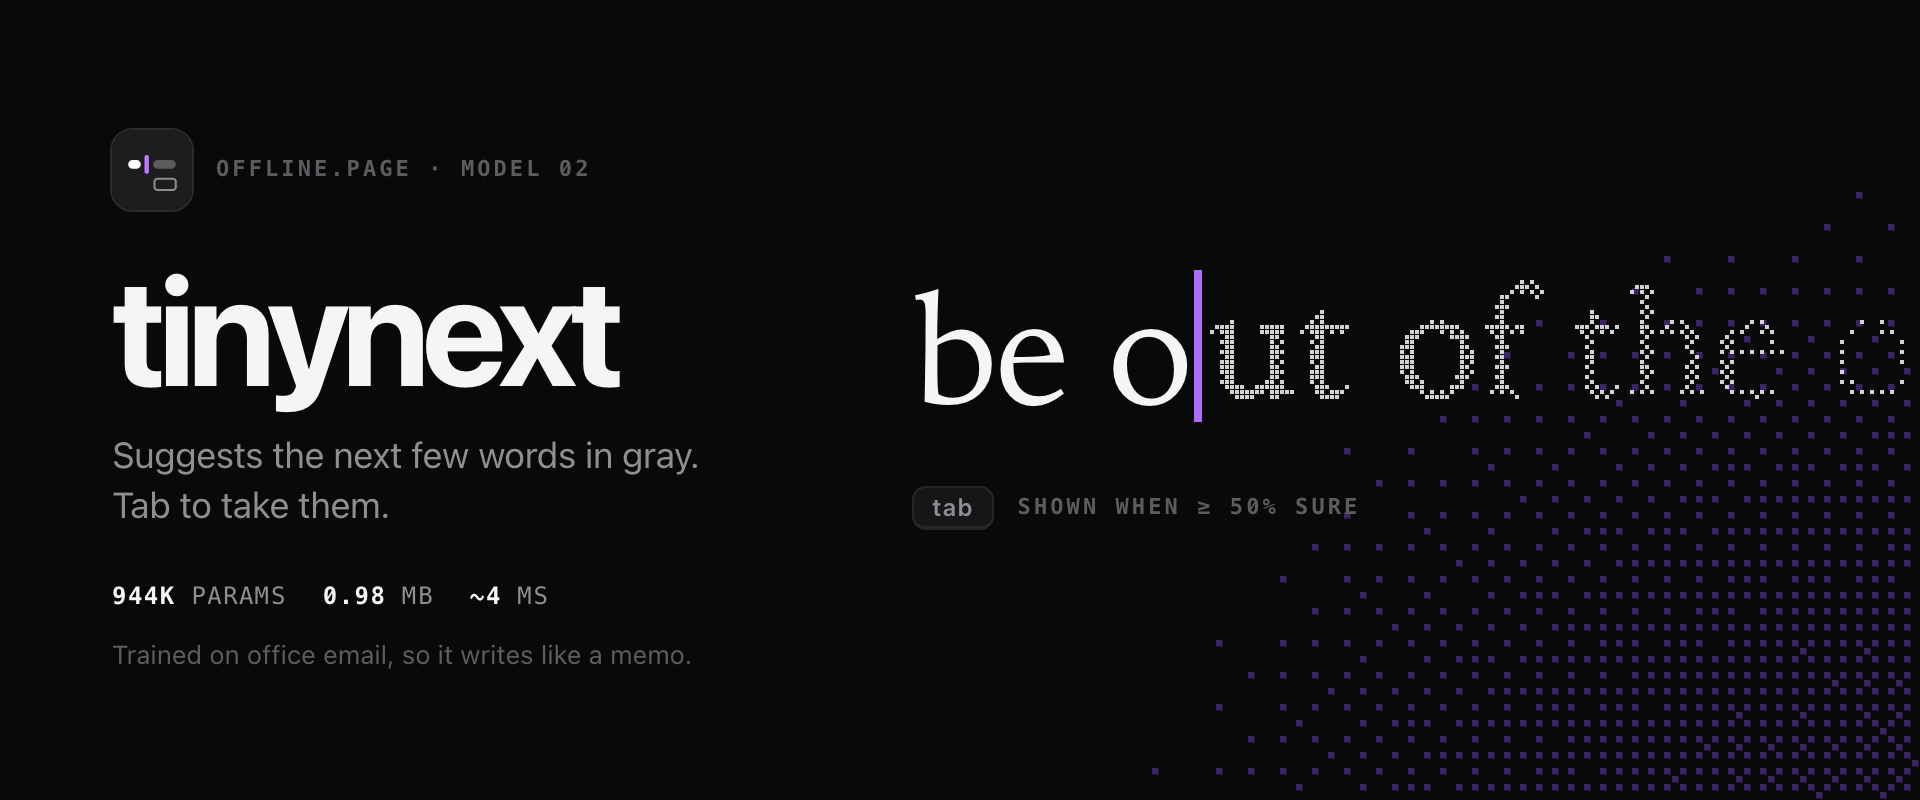 OFFLINE.PAGE · MODEL 02
tinynext
Suggests the next few words in gray.
Tab to take them.
944K PARAMS 0.98 MB ~4 MS
Trained on office email, so it writes like a memo.
be out of the
tab SHOWN WHEN ≥ 50% SURE